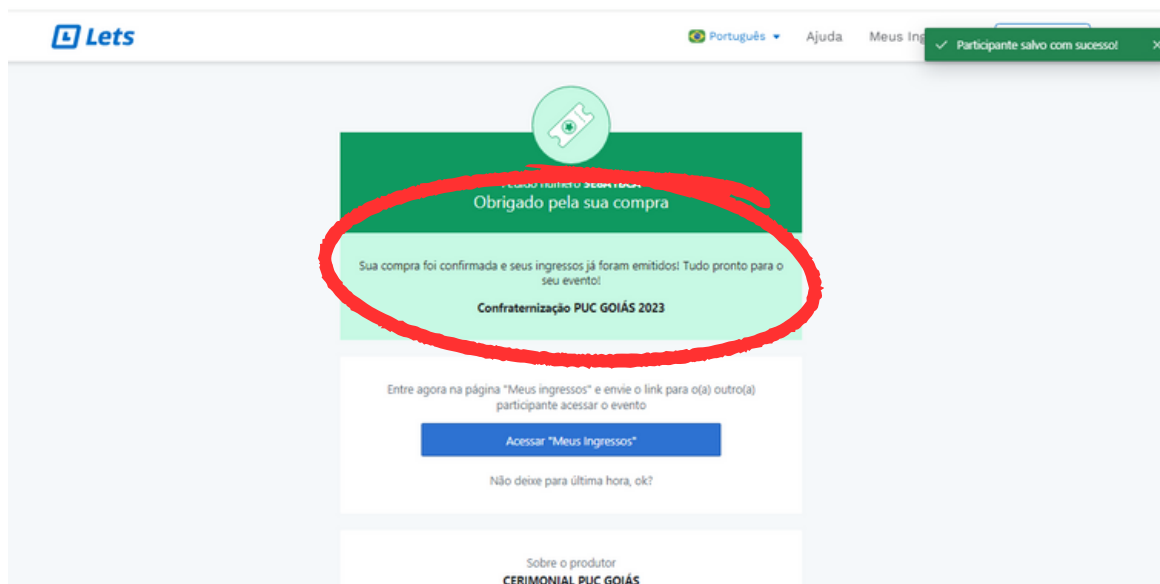 Lets
Português
Ajuda
Meus
Participante salvo com sucesso!
número
Obrigado pela sua compra
Sua compra foi confirmada e seus ingressos já foram emitidos! Tudo pronto para o
seu evento!
Confraternização PUC GOIÁS 2023
Entre agora na página "Meus ingressos" e envie o link para o(a) outro(a)
participante acessar o evento
Acessar "Meus Ingressos"
Não deixe para última hora, ok?
Sobre o produtor
CERIMONIAL PUC GOIÁS